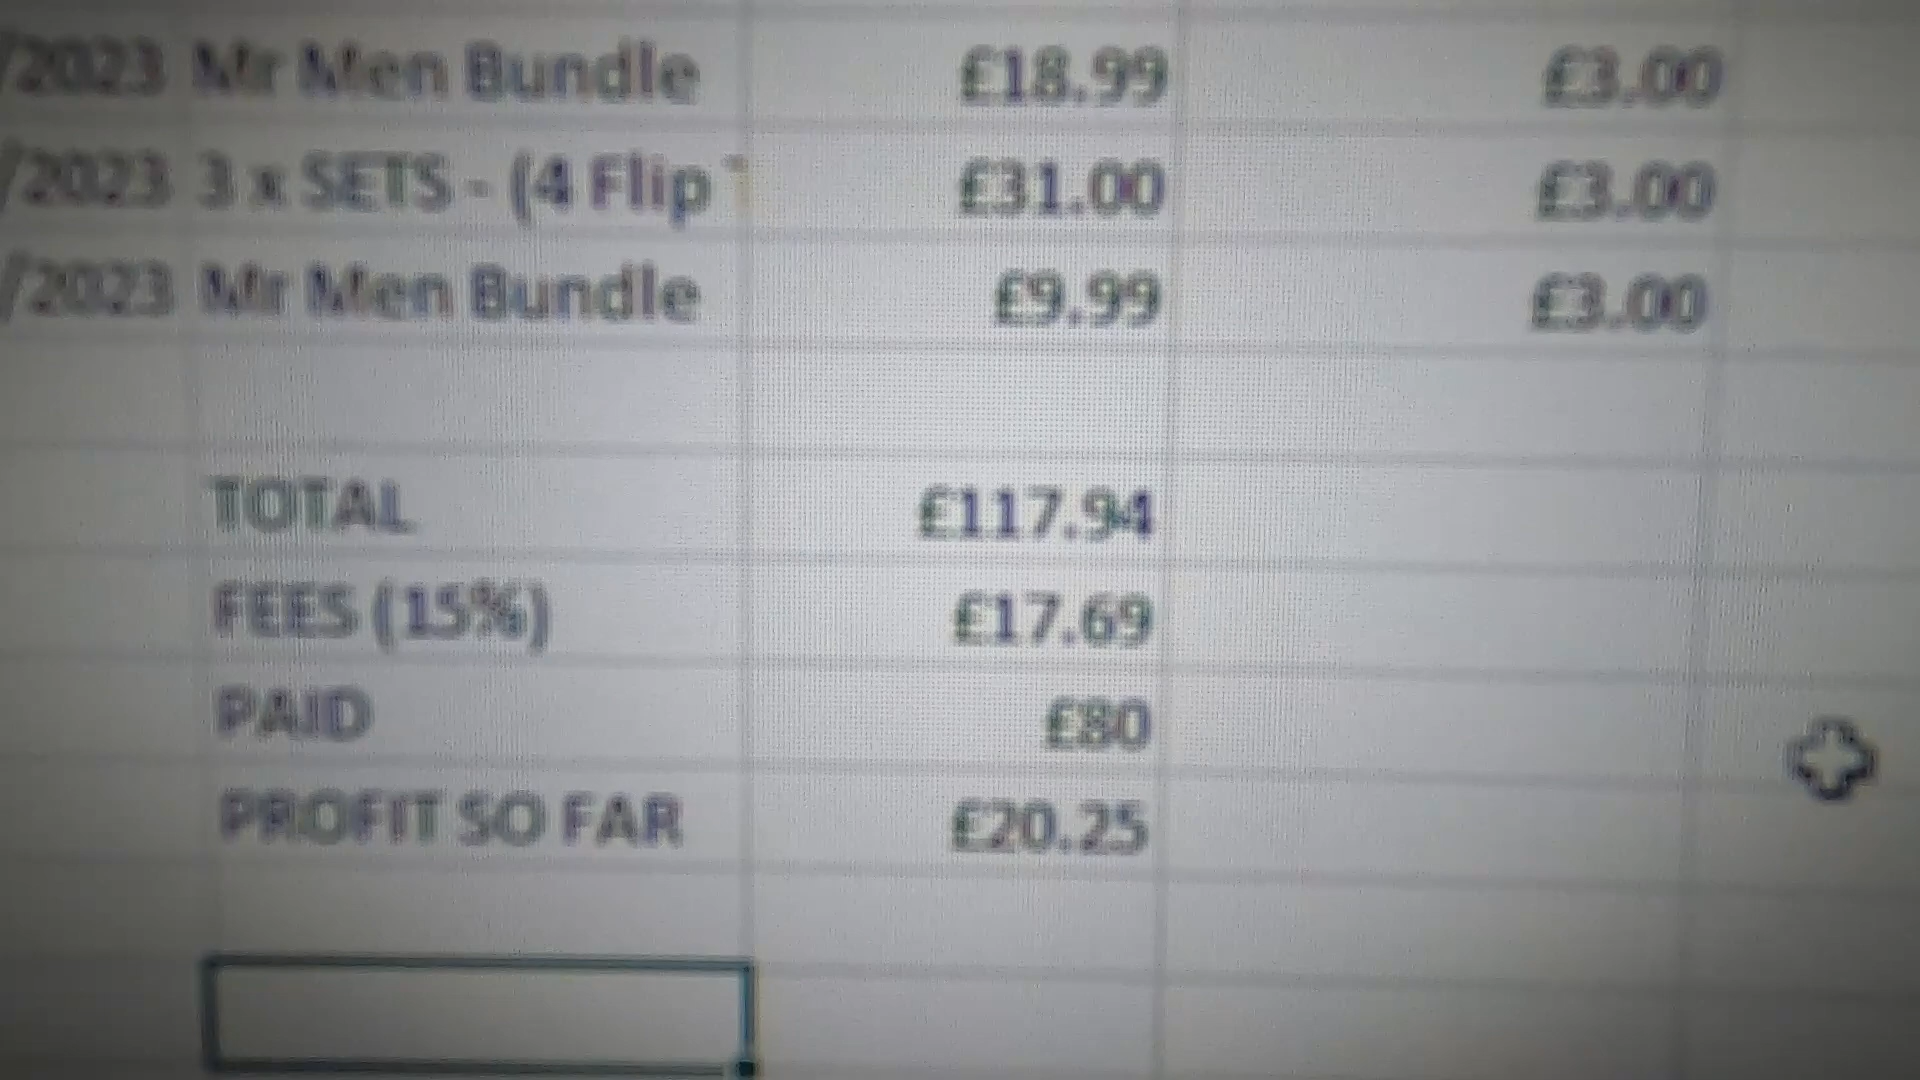 /2023 Mr Men Bundle £18.99 £3.00
/2023 3 x SETS - (4 Flip £31.00 £3.00
/2023 Mr Men Bundle £9.99 £3.00
TOTAL £117.94
FEES (15%) £17.69
PAID £80
PROFIT SO FAR £20.25